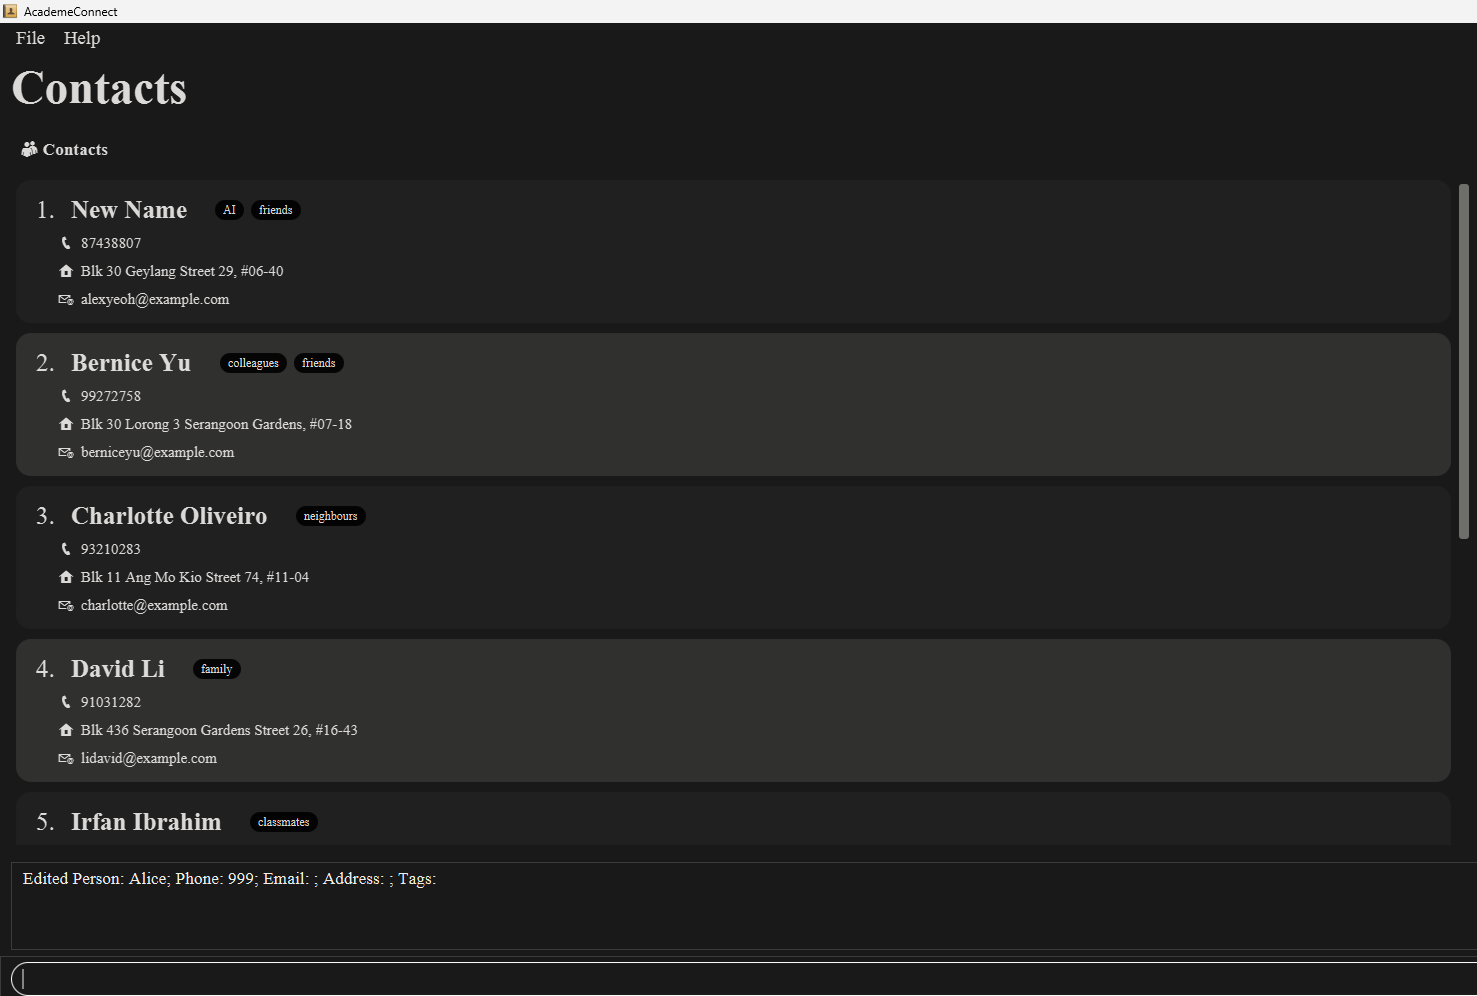 AcademeConnect
File Help
Contacts
Contacts
1. New Name AI friends
87438807
Blk 30 Geylang Street 29, #06-40
alexyeoh@example.com
2. Bernice Yu colleagues friends
99272758
Blk 30 Lorong 3 Serangoon Gardens, #07-18
berniceyu@example.com
3. Charlotte Oliveiro neighbours
93210283
Blk 11 Ang Mo Kio Street 74, #11-04
charlotte@example.com
4. David Li family
91031282
Blk 436 Serangoon Gardens Street 26, #16-43
lidavid@example.com
5. Irfan Ibrahim classmates
Edited Person: Alice; Phone: 999; Email: ; Address: ; Tags: